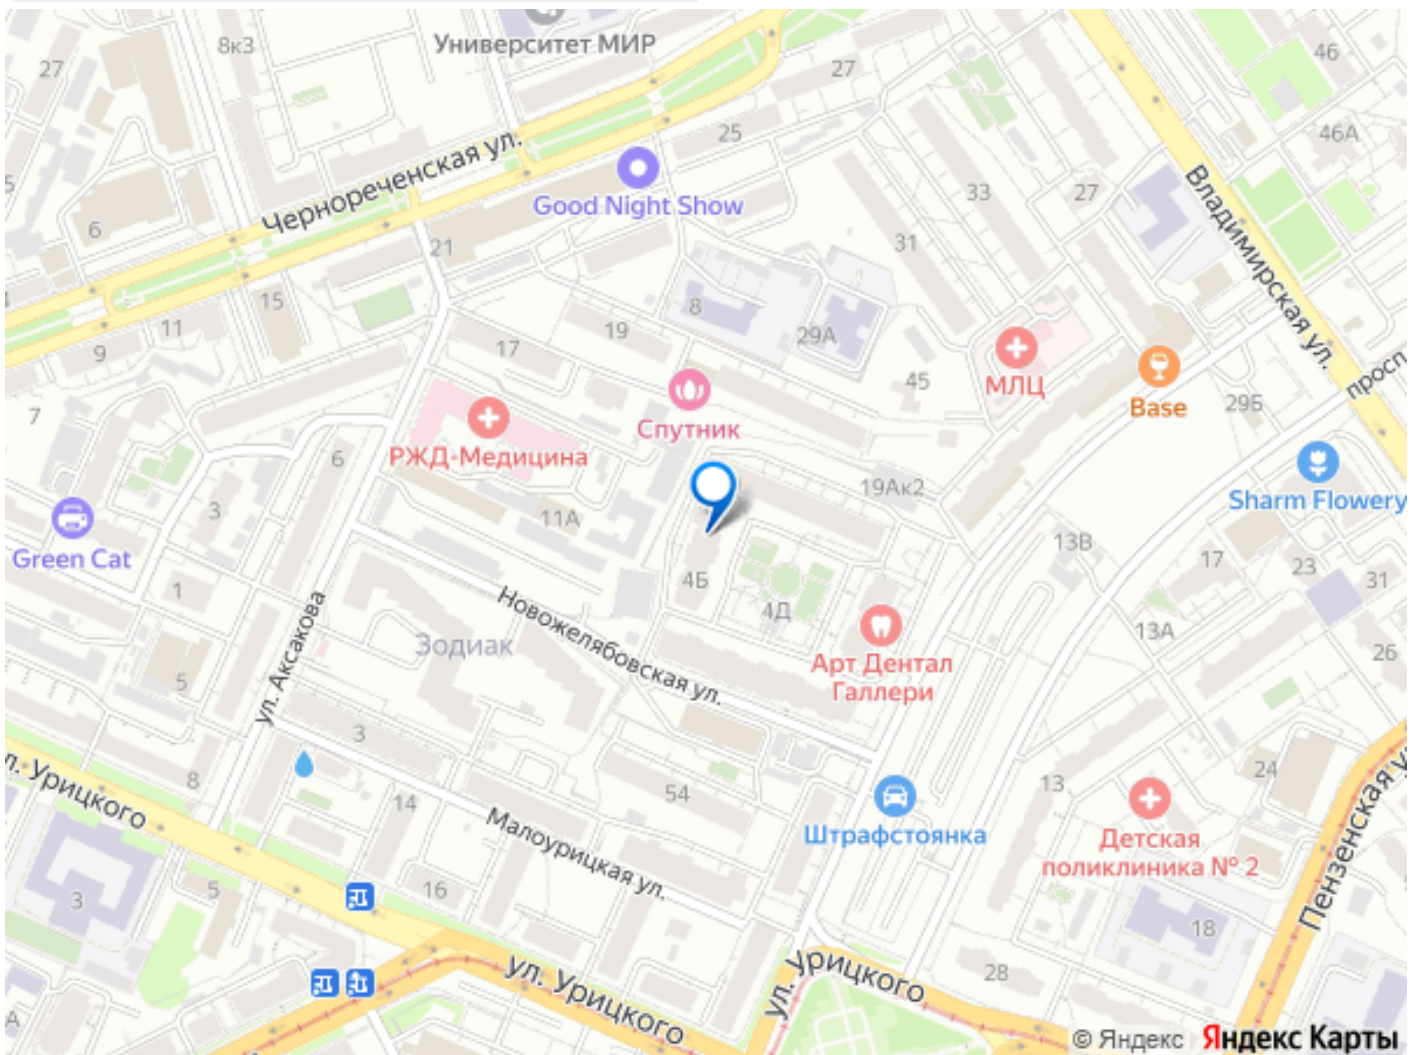 8к3
Университет МИР
27
27
46
46А
Чернореченская ул.
25
Good Night Show
Владимирская ул.
33
27
5
6
21
31
15
11
19
8
29А
9
17
МЛЦ
просп
45
Base
29Б
7
Спутник
РЖД-Медицина
6
19Ак2
Sharm Flowery
3
11А
Green Cat
13В
17
23
31
1
4Б
Новожелябовская ул.
4Д
13А
ул. Аксакова
Зодиак
Арт Дентал
Галлери
26
5
3
8
л. Урицкого
14
54
13
24
Штрафстоянка
Детская
поликлиника № 2
Малоурицкая ул.
Пензенская у
16
5
3
18
28
ул. Урицкого
ул. Урицкого
А
© Яндекс Яндекс Карты